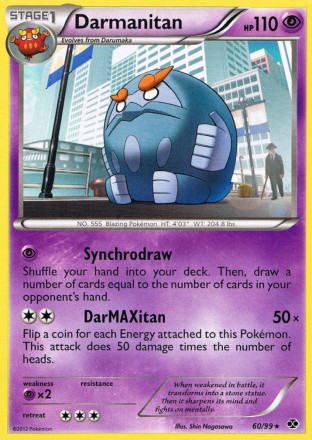 STAGE1
Darmanitan
HP110
Evolves from Darumaka
NO. 555 Blazing Pokémon HT: 4'03" WT: 204.8 lbs.
Synchrodraw
Shuffle your hand into your deck. Then, draw a
number of cards equal to the number of cards in your
opponent's hand.
DarMAXitan 50×
Flip a coin for each Energy attached to this Pokémon.
This attack does 50 damage times the number of
heads.
weakness resistance
×2
retreat
When weakened in battle, it
transforms into a stone statue.
Then it sharpens its mind and
fights on mentally.
Illus. Shin Nagasawa
60/99★
©2012 Pokémon